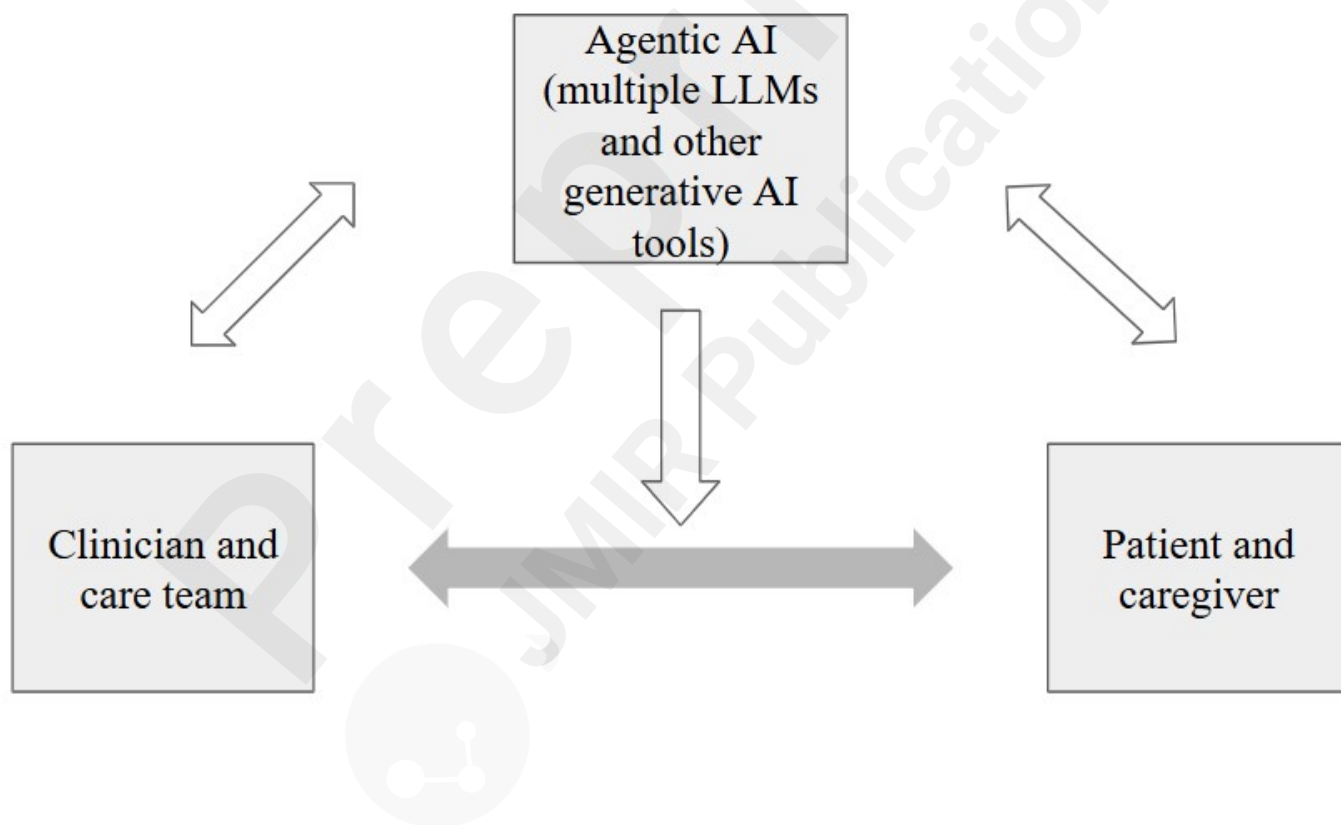 Agentic AI
(multiple LLMs
and other
generative AI
tools)
Clinician and
care team
Patient and
caregiver
Preprint
JMIR Publications